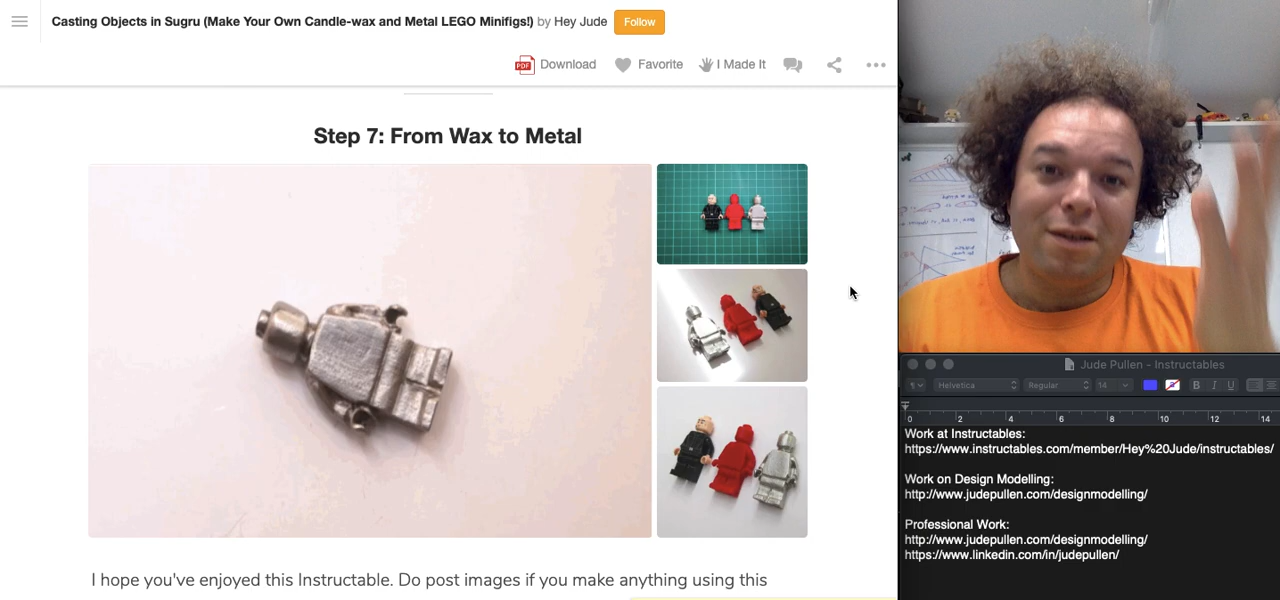 Casting Objects in Sugru (Make Your Own Candle-wax and Metal LEGO Minifigs!) by Hey Jude Follow
PDF Download Favorite I Made It
Step 7: From Wax to Metal
I hope you've enjoyed this Instructable. Do post images if you make anything using this
Jude Pullen - Instructables
Helvetica Regular 14 B I U
0 2 4 6 8 10 12 14
Work at Instructables:
https://www.instructables.com/member/Hey%20Jude/instructables/
Work on Design Modelling:
http://www.judepullen.com/designmodelling/
Professional Work:
http://www.judepullen.com/designmodelling/
https://www.linkedin.com/in/judepullen/